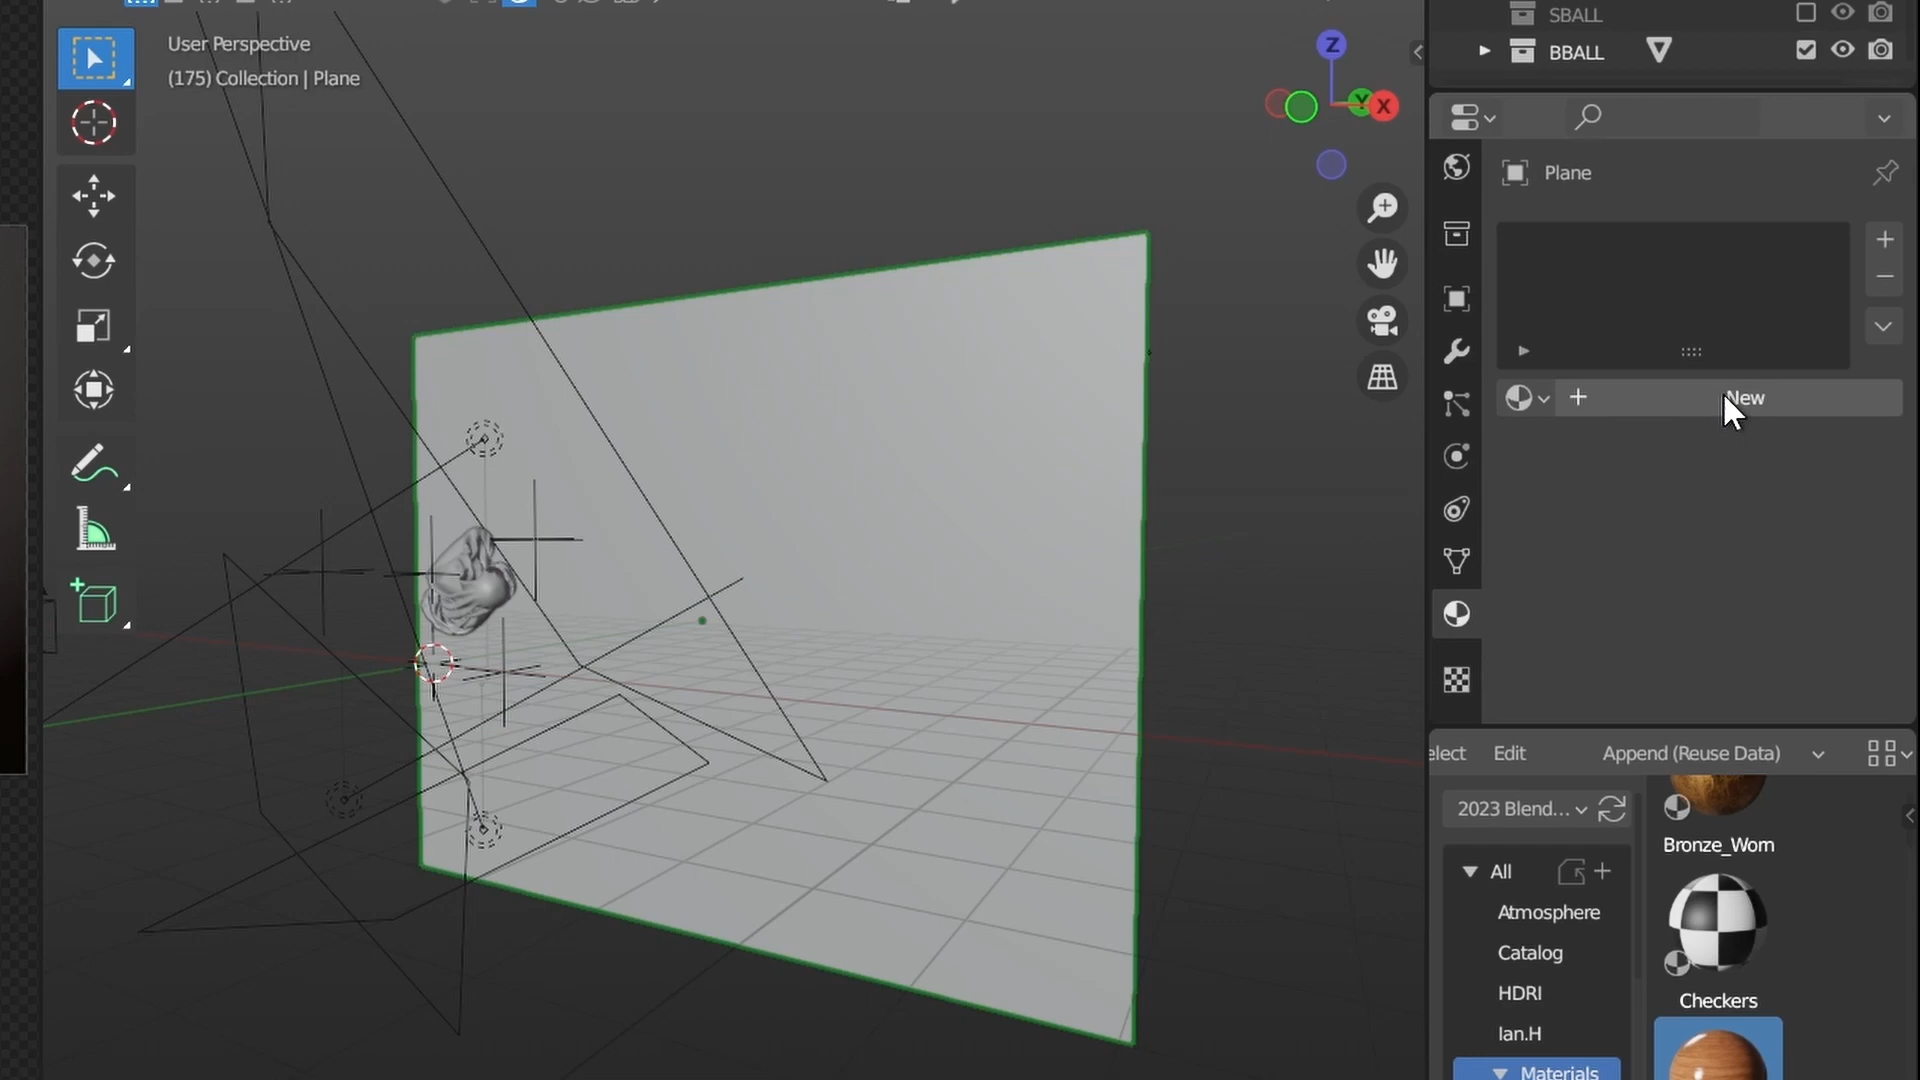 User Perspective
(175) Collection | Plane
Z
Y
X
SBALL
BBALL
Plane
New
elect
Edit
Append (Reuse Data)
2023 Blend...
All
Atmosphere
Catalog
HDRI
Ian.H
Materials
Bronze_Worn
Checkers